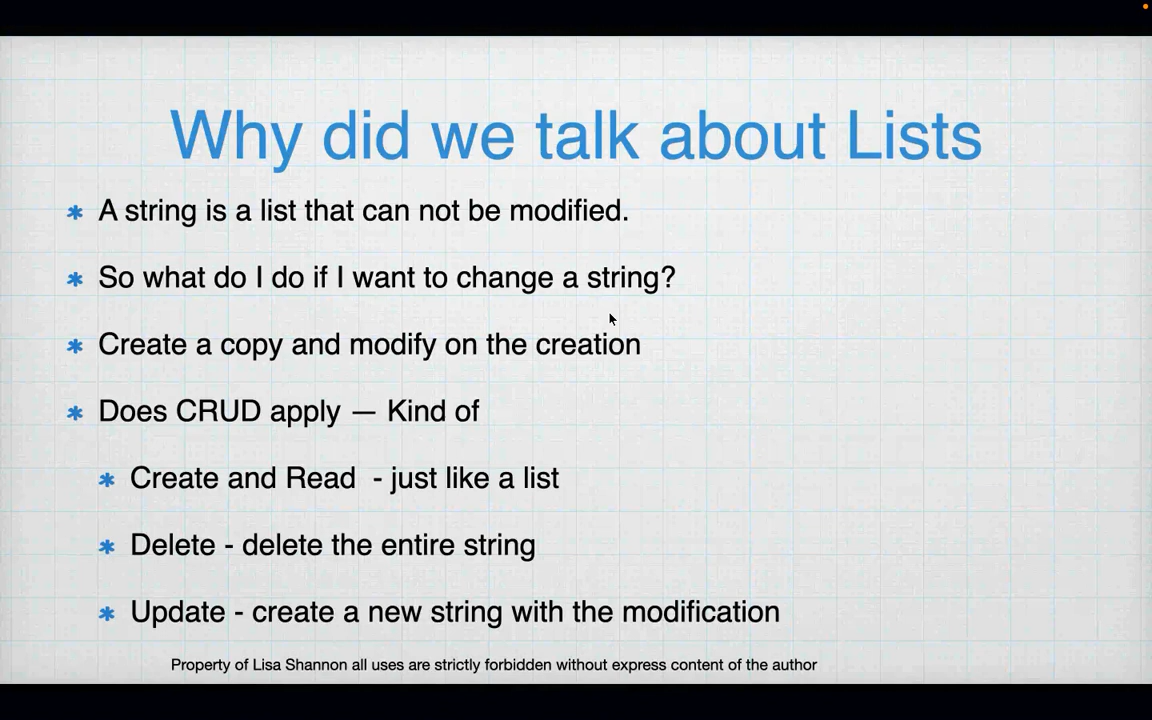 Why did we talk about Lists
A string is a list that can not be modified.
So what do I do if I want to change a string?
Create a copy and modify on the creation
Does CRUD apply — Kind of
Create and Read  - just like a list
Delete - delete the entire string
Update - create a new string with the modification
Property of Lisa Shannon all uses are strictly forbidden without express content of the author